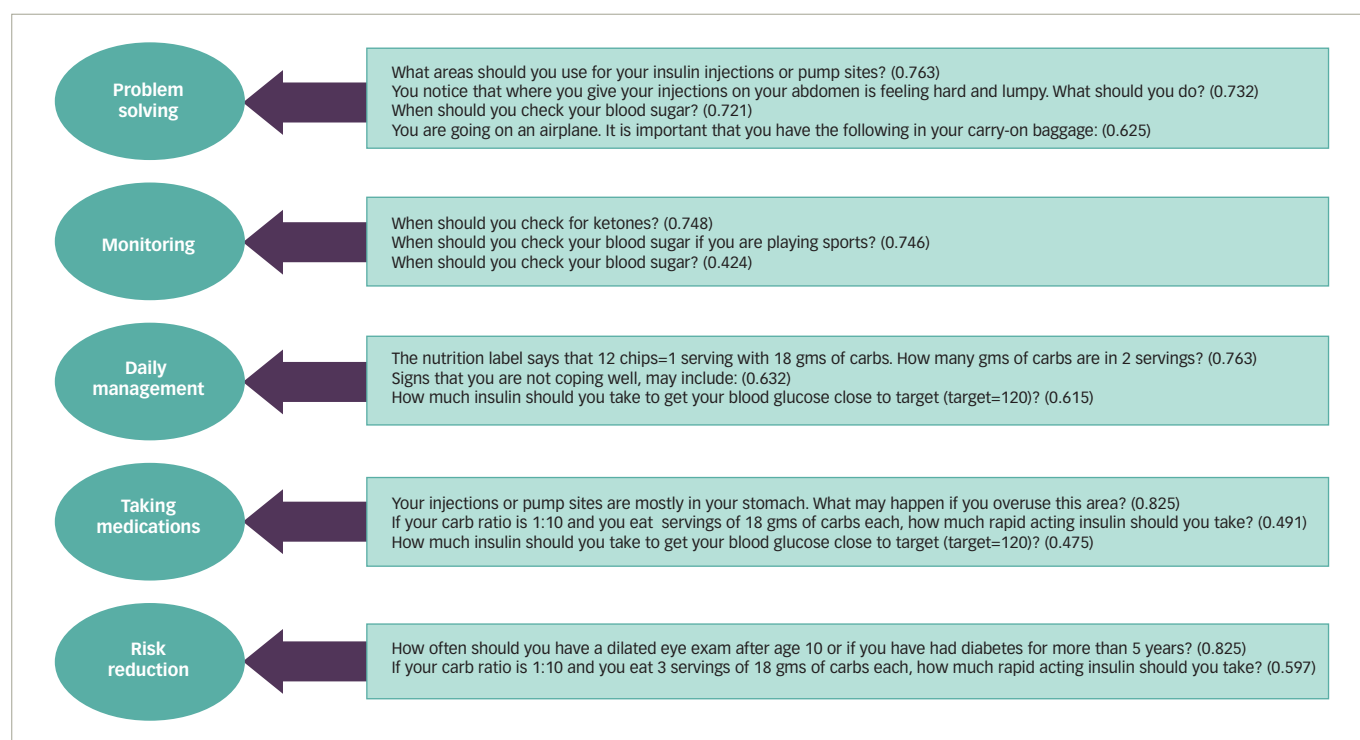 Problem
solving
What areas should you use for your insulin injections or pump sites? (0.763)
You notice that where you give your injections on your abdomen is feeling hard and lumpy. What should you do? (0.732)
When should you check your blood sugar? (0.721)
You are going on an airplane. It is important that you have the following in your carry-on baggage: (0.625)
Monitoring
When should you check for ketones? (0.748)
When should you check your blood sugar if you are playing sports? (0.746)
When should you check your blood sugar? (0.424)
Daily
management
The nutrition label says that 12 chips=1 serving with 18 gms of carbs. How many gms of carbs are in 2 servings? (0.763)
Signs that you are not coping well, may include: (0.632)
How much insulin should you take to get your blood glucose close to target (target=120)? (0.615)
Taking
medications
Your injections or pump sites are mostly in your stomach. What may happen if you overuse this area? (0.825)
If your carb ratio is 1:10 and you eat  servings of 18 gms of carbs each, how much rapid acting insulin should you take? (0.491)
How much insulin should you take to get your blood glucose close to target (target=120)? (0.475)
Risk
reduction
How often should you have a dilated eye exam after age 10 or if you have had diabetes for more than 5 years? (0.825)
If your carb ratio is 1:10 and you eat 3 servings of 18 gms of carbs each, how much rapid acting insulin should you take? (0.597)